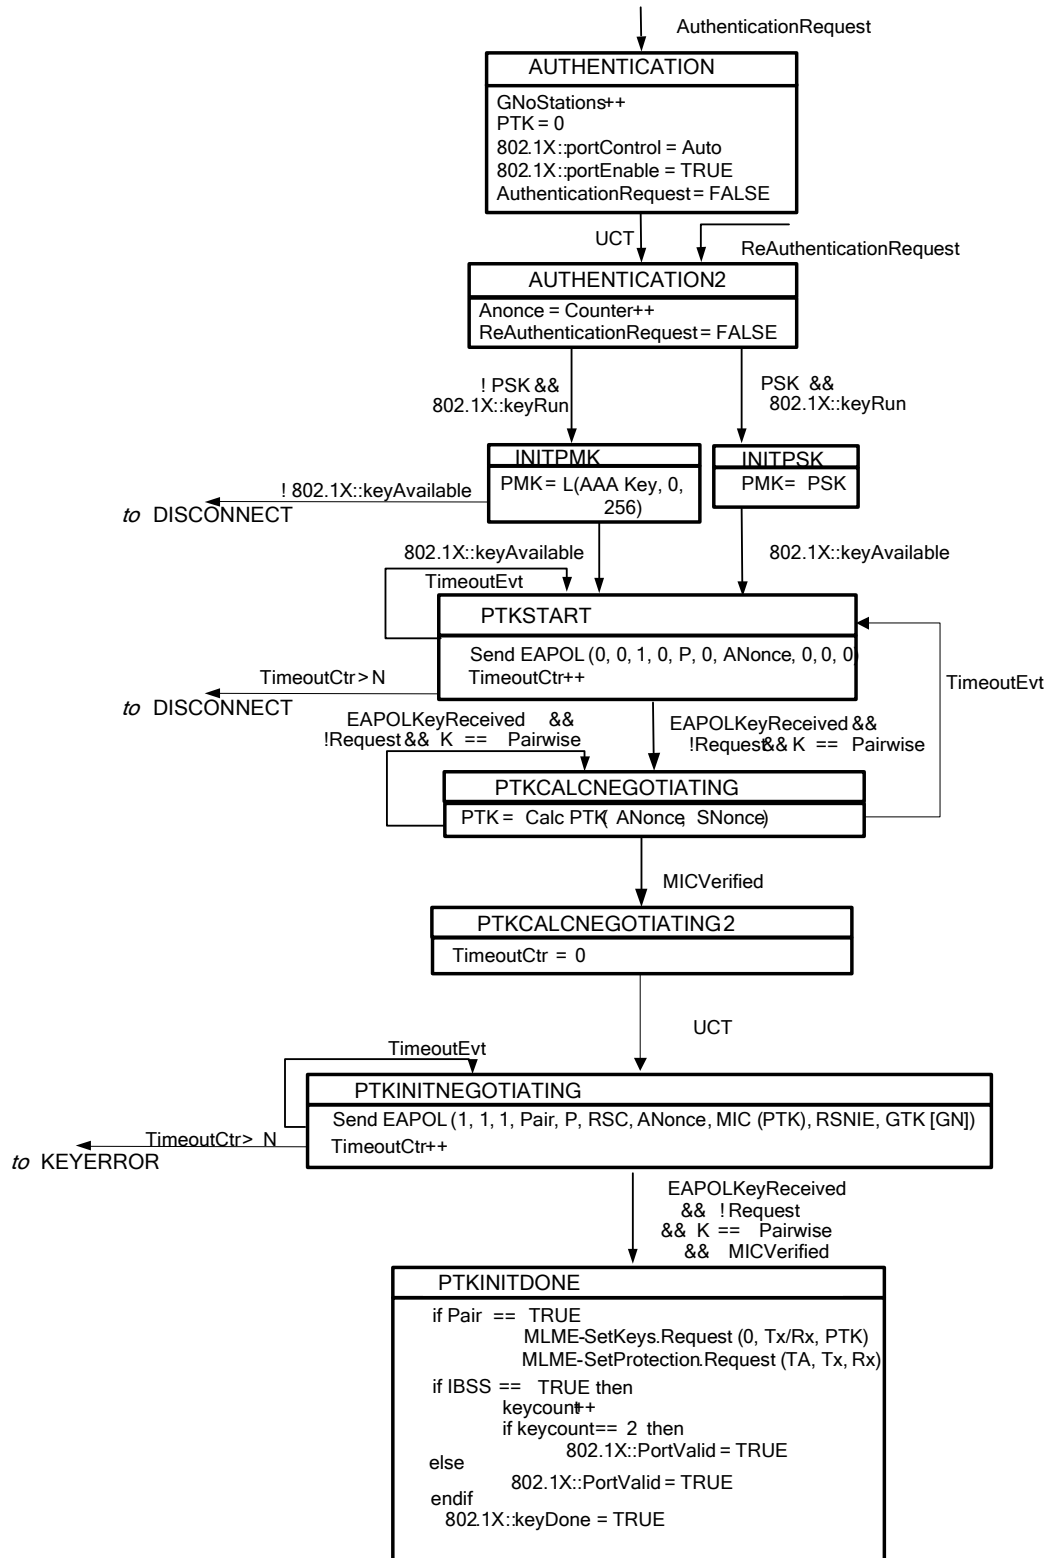 AuthenticationRequest
AUTHENTICATION
GNoStations++
PTK = 0
802.1X::portControl = Auto
802.1X::portEnable = TRUE
AuthenticationRequest = FALSE
UCT
ReAuthenticationRequest
AUTHENTICATION2
Anonce = Counter++
ReAuthenticationRequest = FALSE
! PSK &&
802.1X::keyRun
PSK &&
802.1X::keyRun
INITPMK
PMK = L(AAA Key, 0,
256)
INITPSK
PMK = PSK
! 802.1X::keyAvailable
to DISCONNECT
802.1X::keyAvailable
802.1X::keyAvailable
TimeoutEvt
PTKSTART
Send EAPOL (0, 0, 1, 0, P, 0, ANonce, 0, 0, 0)
TimeoutCtr++
TimeoutCtr > N
to DISCONNECT
TimeoutEvt
EAPOLKeyReceived &&
!Request && K == Pairwise
EAPOLKeyReceived &&
!Request && K == Pairwise
PTKCALCNEGOTIATING
PTK = Calc PTK( ANonce, SNonce)
MICVerified
PTKCALCNEGOTIATING2
TimeoutCtr = 0
UCT
TimeoutEvt
PTKINITNEGOTIATING
Send EAPOL (1, 1, 1, Pair, P, RSC, ANonce, MIC (PTK), RSNIE, GTK [GN])
TimeoutCtr++
TimeoutCtr > N
to KEYERROR
EAPOLKeyReceived
&& ! Request
&& K == Pairwise
&& MICVerified
PTKINITDONE
if Pair == TRUE
MLME-SetKeys.Request (0, Tx/Rx, PTK)
MLME-SetProtection.Request (TA, Tx, Rx)
if IBSS == TRUE then
keycount++
if keycount == 2 then
802.1X::PortValid = TRUE
else
802.1X::PortValid = TRUE
endif
802.1X::keyDone = TRUE